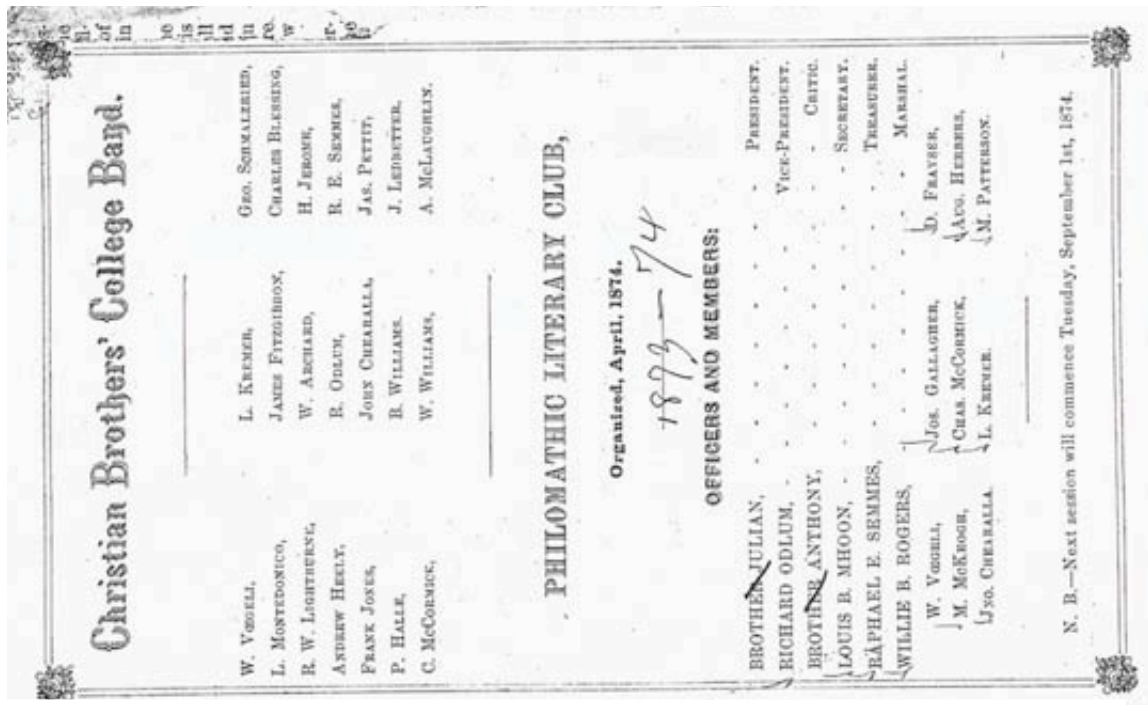 Christian Brothers' College Band.
W. Vœgeli, L. Kremer, Geo. Schmalzried,
L. Montedonico, James Fitzgibbon, Charles Blessing,
R. W. Lightburne, W. Archard, H. Jerome,
Andrew Heely, R. Odlum, R. E. Semmes,
Frank Jones, John Chearalla, Jas. Pettit,
P. Halle, B. Williams. J. Ledbetter,
C. McCormick, W. Williams, A. McLaughlin.
PHILOMATHIC LITERARY CLUB,
Organized, April, 1874.
1873-74
OFFICERS AND MEMBERS:
BROTHER JULIAN, - - - - - - President.
RICHARD ODLUM, - - - - - - Vice-President.
BROTHER ANTHONY, - - - - - - Critic.
LOUIS B. MHOON, - - - - - - Secretary.
RAPHAEL E. SEMMES, - - - - - - Treasurer.
WILLIE B. ROGERS, - - - - - - Marshal.
W. Vœgeli, Jos. Gallagher, D. Frayser,
M. McKeogh, Chas. McCormick, Aug. Herbers,
Jno. Chearalla. L. Kremer. M. Patterson.
N. B.—Next session will commence Tuesday, September 1st, 1874.